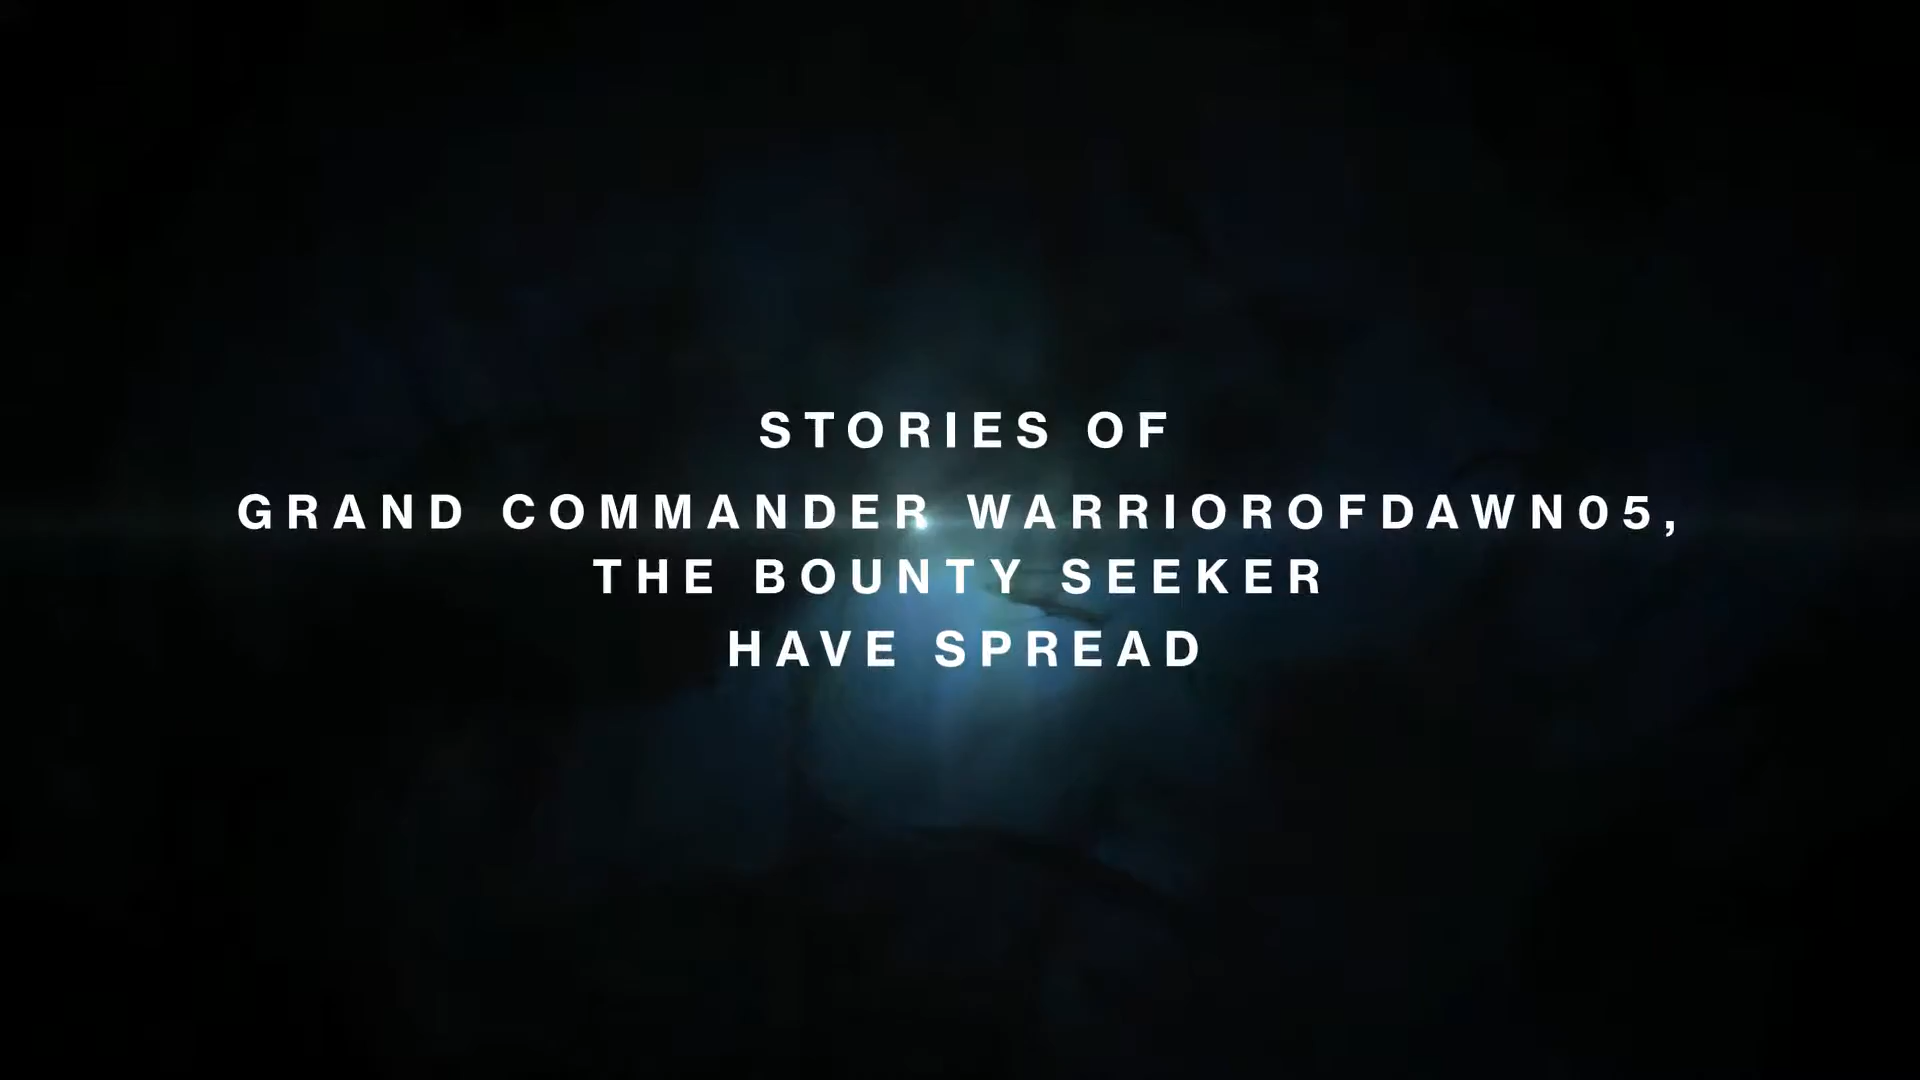 STORIES OF
GRAND COMMANDER WARRIOROFDAWN05,
THE BOUNTY SEEKER
HAVE SPREAD